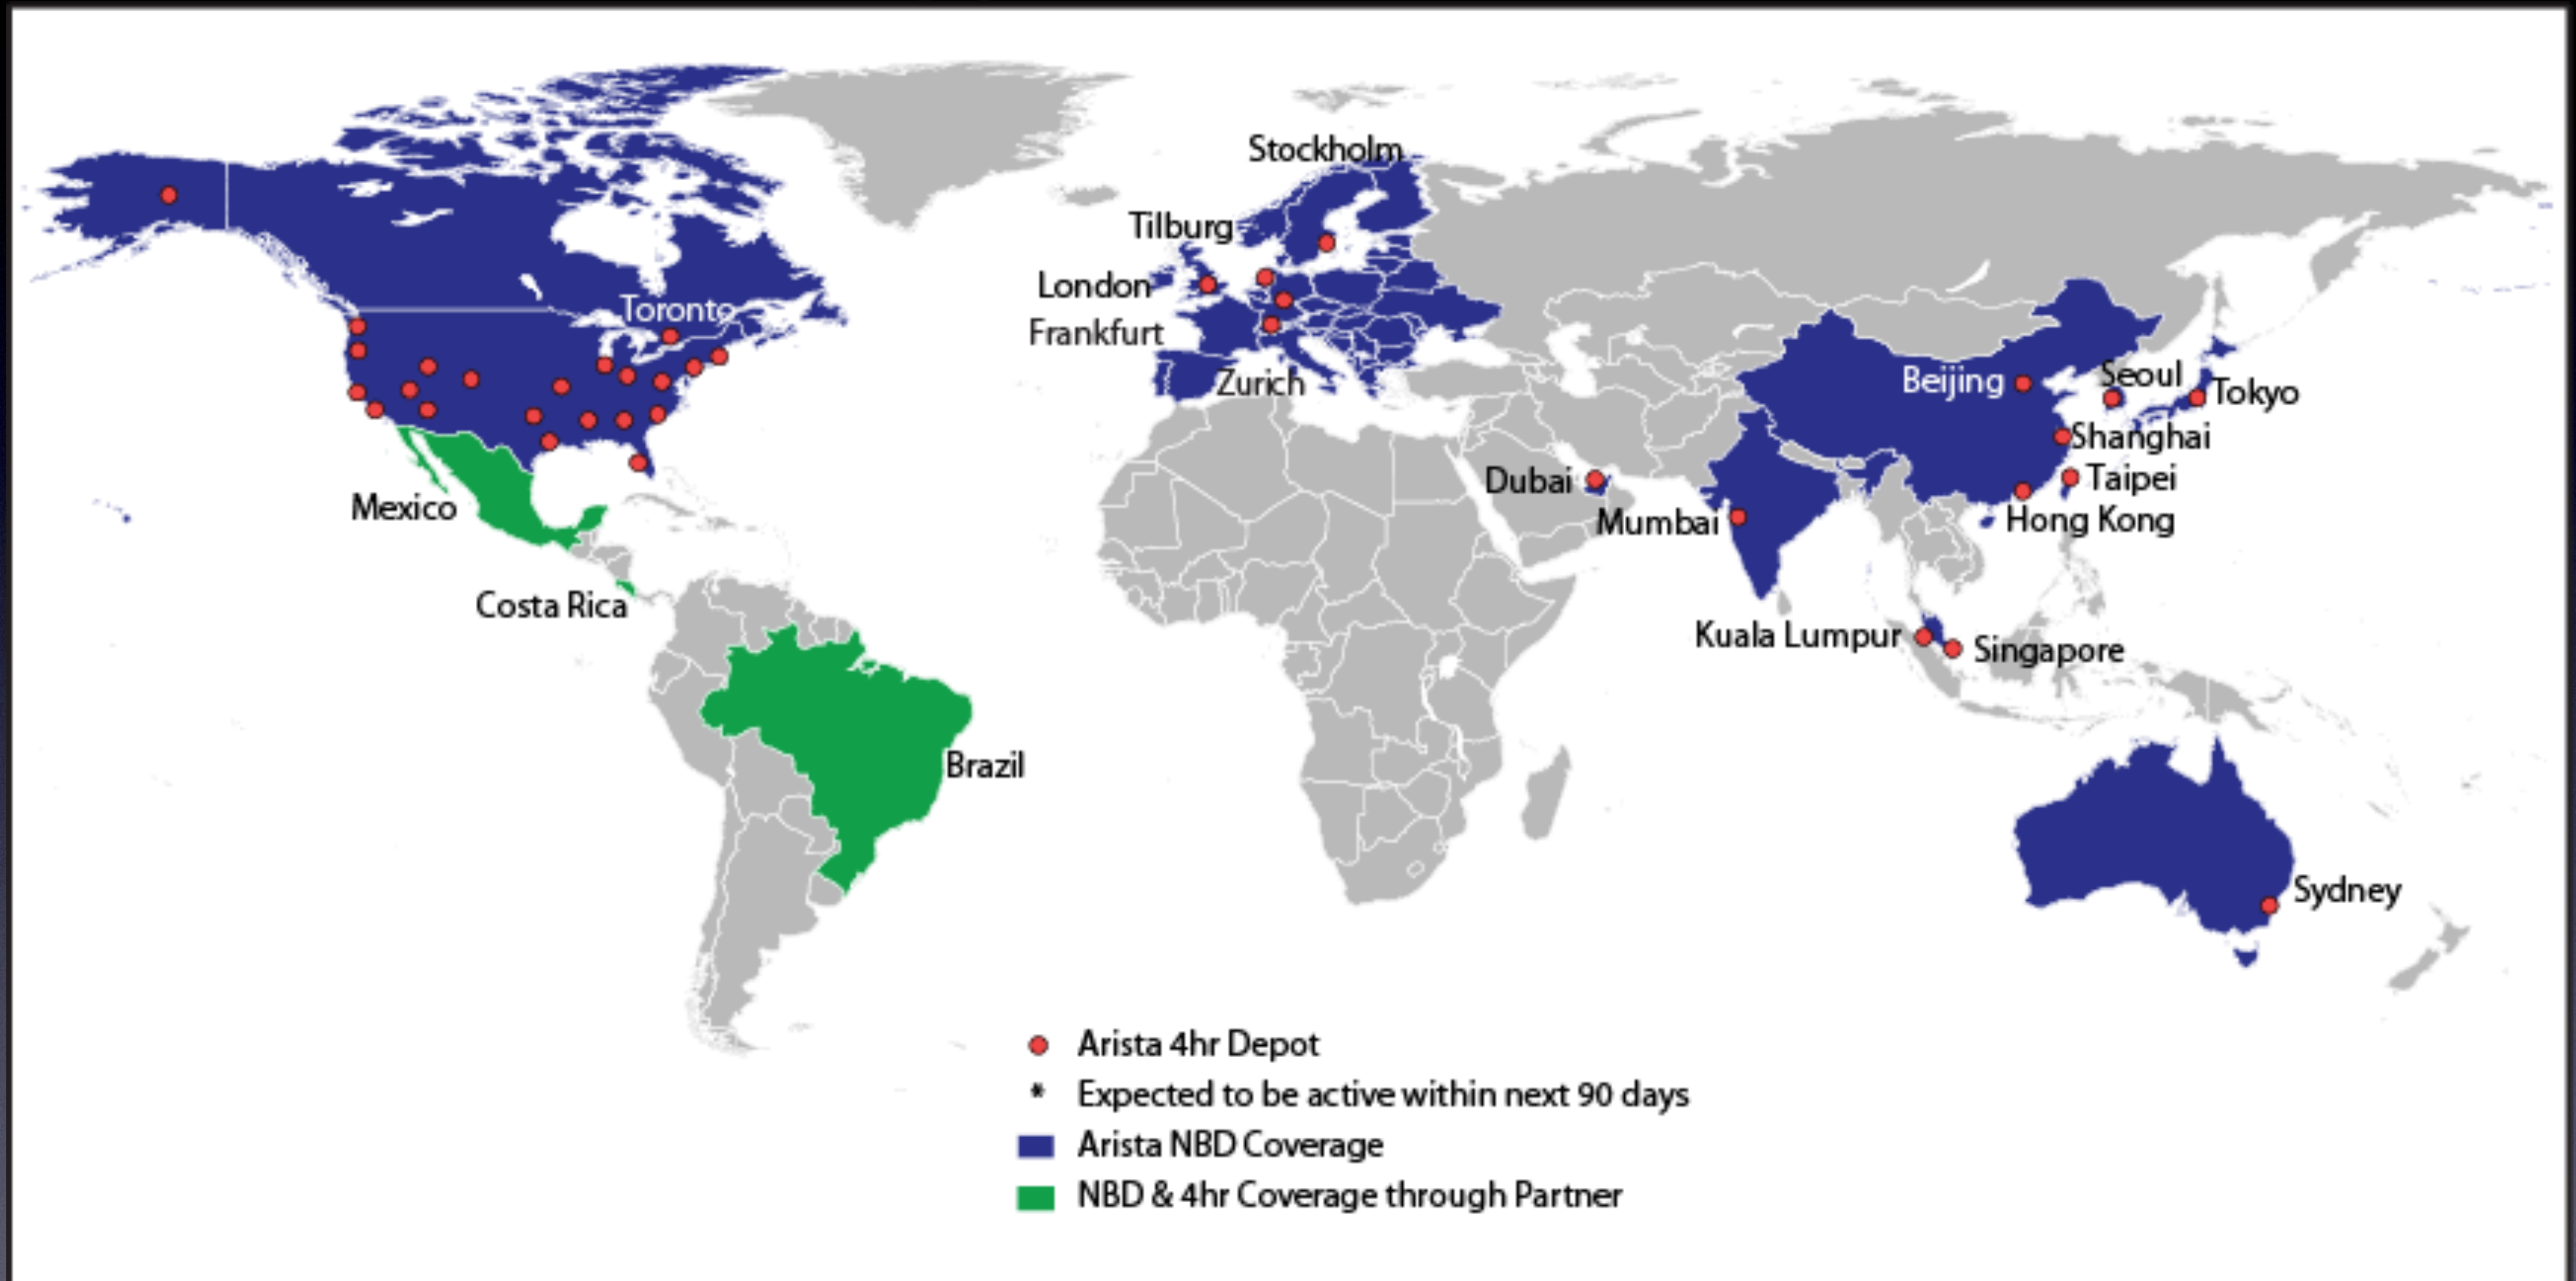 Stockholm
Tilburg
London
Toronto
Frankfurt
Zurich
Seoul
Beijing
Tokyo
Shanghai
Dubai
Taipei
Mexico
Mumbai
Hong Kong
Costa Rica
Kuala Lumpur
Singapore
Brazil
Sydney
Arista 4hr Depot
* Expected to be active within next 90 days
Arista NBD Coverage
NBD & 4hr Coverage through Partner